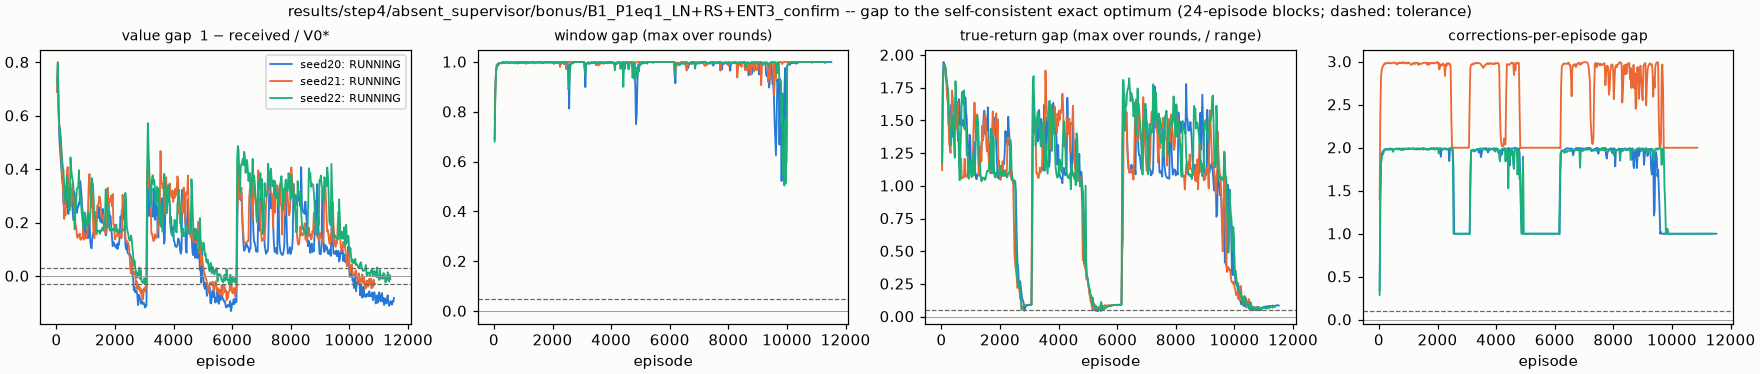 results/step4/absent_supervisor/bonus/B1_P1eq1_LN+RS+ENT3_confirm -- gap to the self-consistent exact optimum (24-episode blocks; dashed: tolerance)
value gap 1 − received / V0*
0.8
0.6
0.4
0.2
0.0
0 2000 4000 6000 8000 10000 12000
episode
seed20: RUNNING
seed21: RUNNING
seed22: RUNNING
window gap (max over rounds)
1.0
0.8
0.6
0.4
0.2
0.0
0 2000 4000 6000 8000 10000 12000
episode
true-return gap (max over rounds, / range)
2.00
1.75
1.50
1.25
1.00
0.75
0.50
0.25
0.00
0 2000 4000 6000 8000 10000 12000
episode
corrections-per-episode gap
3.0
2.5
2.0
1.5
1.0
0.5
0.0
0 2000 4000 6000 8000 10000 12000
episode